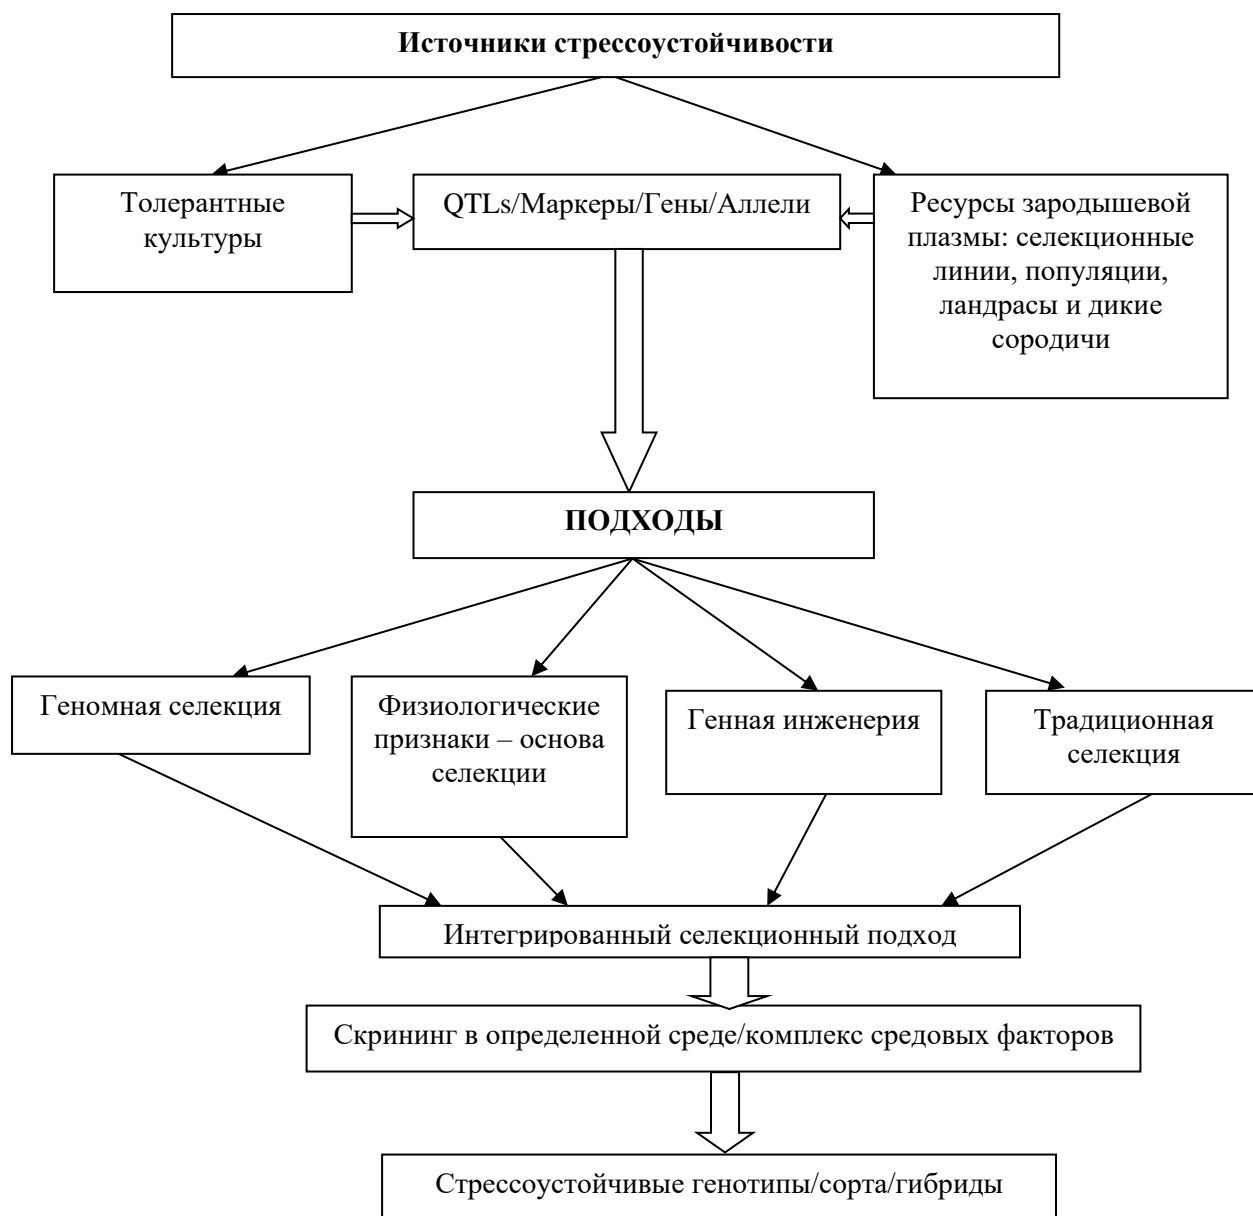 Источники стрессоустойчивости
Толерантные
культуры
QTLs/Маркеры/Гены/Аллели
Ресурсы зародышевой
плазмы: селекционные
линии, популяции,
ландрасы и дикие
сородичи
ПОДХОДЫ
Геномная селекция
Физиологические
признаки – основа
селекции
Генная инженерия
Традиционная
селекция
Интегрированный селекционный подход
Скрининг в определенной среде/комплекс средовых факторов
Стрессоустойчивые генотипы/сорта/гибриды